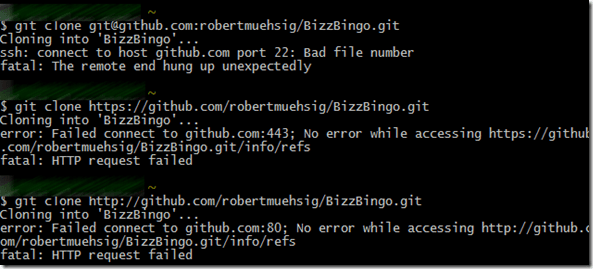 ~
$ git clone git@github.com:robertmuehsig/BizzBingo.git
Cloning into 'BizzBingo'...
ssh: connect to host github.com port 22: Bad file number
fatal: The remote end hung up unexpectedly
~
$ git clone https://github.com/robertmuehsig/BizzBingo.git
Cloning into 'BizzBingo'...
error: Failed connect to github.com:443; No error while accessing https://github
.com/robertmuehsig/BizzBingo.git/info/refs
fatal: HTTP request failed
~
$ git clone http://github.com/robertmuehsig/BizzBingo.git
Cloning into 'BizzBingo'...
error: Failed connect to github.com:80; No error while accessing http://github.c
om/robertmuehsig/BizzBingo.git/info/refs
fatal: HTTP request failed